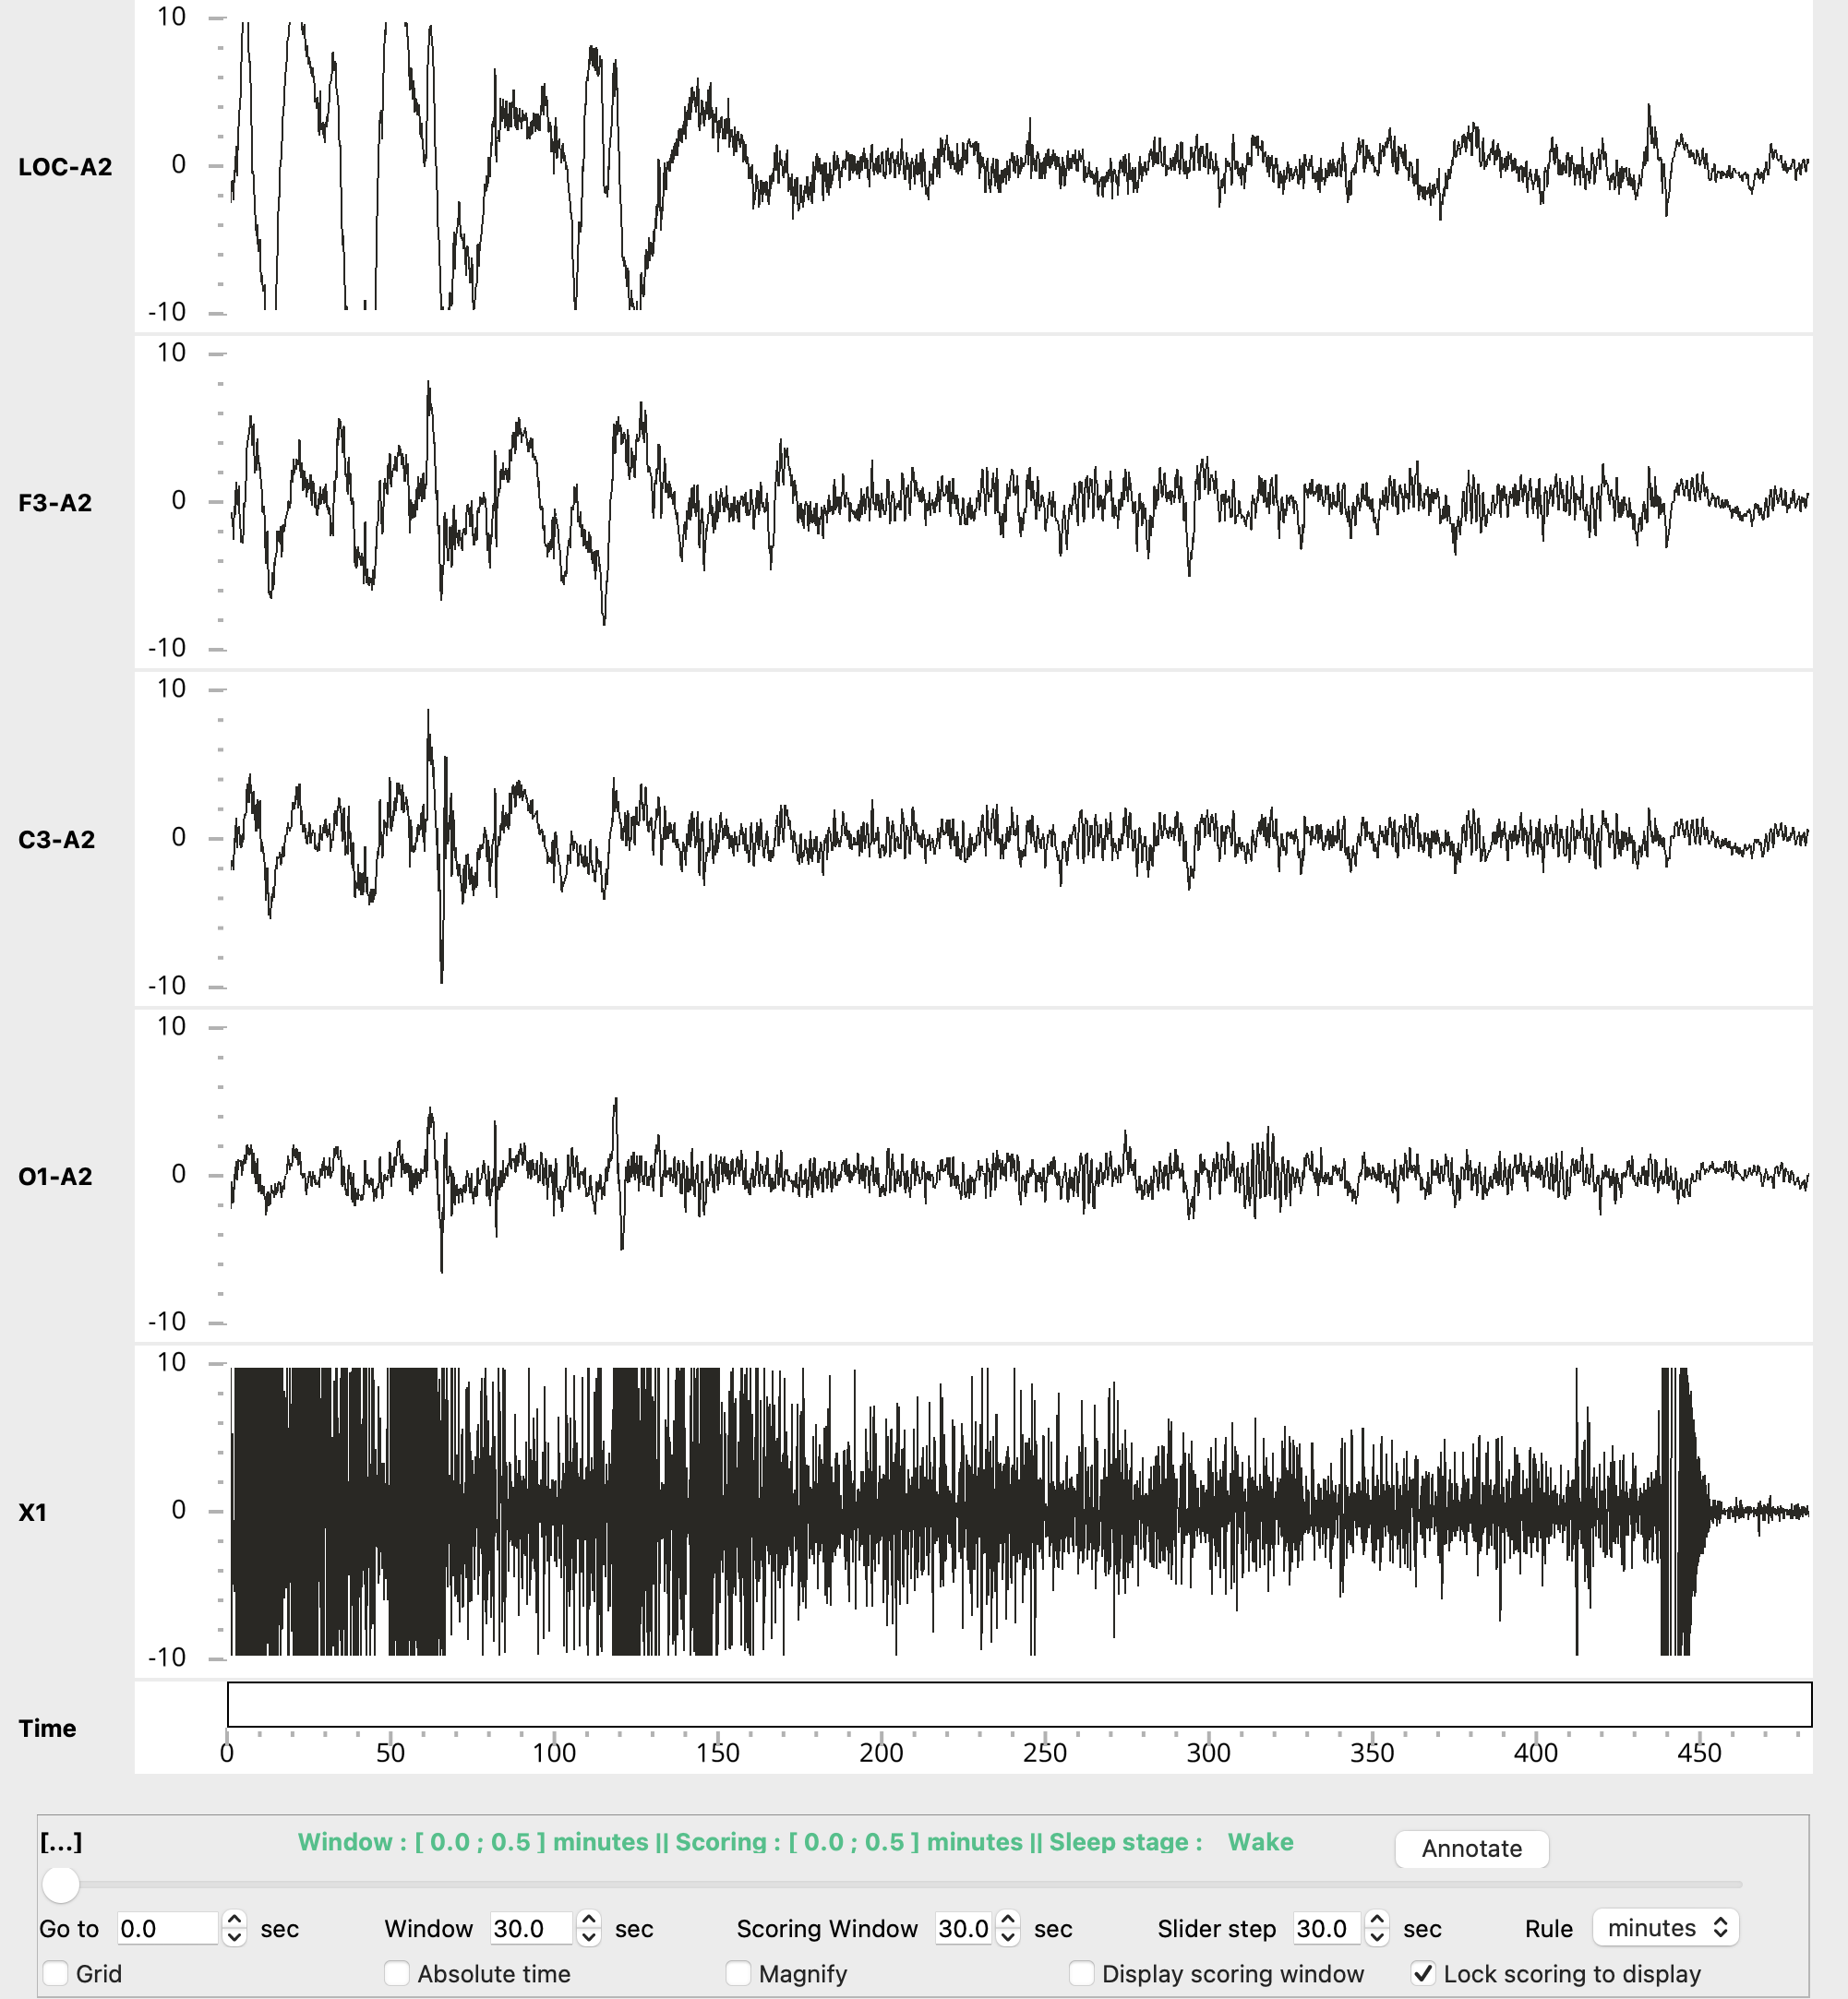 10
LOC-A2
0
-10
10
F3-A2
0
-10
10
C3-A2
0
-10
10
O1-A2
0
-10
10
X1
0
-10
Time
0 50 100 150 200 250 300 350 400 450
[...] Window : [ 0.0 ; 0.5 ] minutes || Scoring : [ 0.0 ; 0.5 ] minutes || Sleep stage : Wake Annotate
Go to 0.0 sec Window 30.0 sec Scoring Window 30.0 sec Slider step 30.0 sec Rule minutes
Grid Absolute time Magnify Display scoring window Lock scoring to display